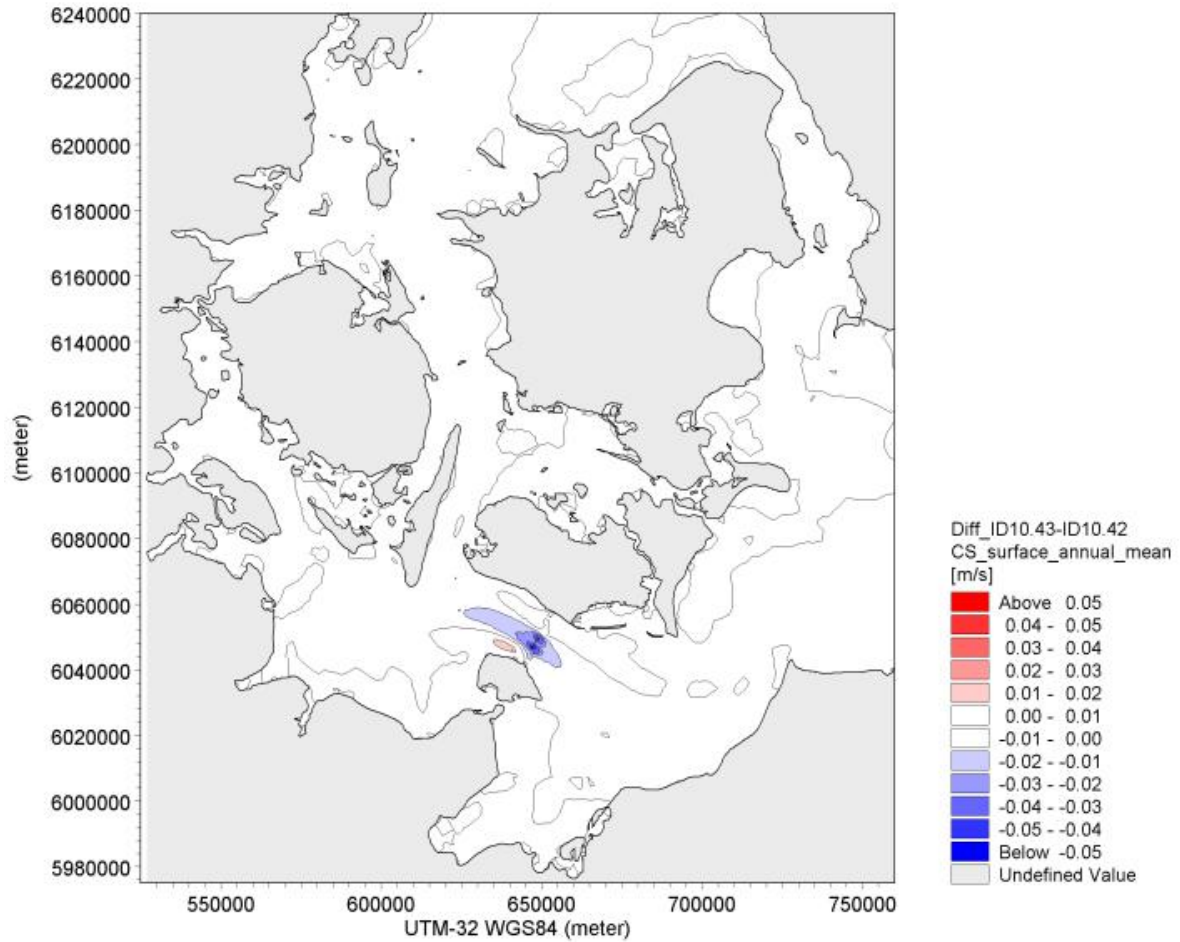 6240000
6220000
6200000
6180000
6160000
6140000
6120000
(meter)
6100000
6080000
6060000
6040000
6020000
6000000
5980000
550000 600000 650000 700000 750000
UTM-32 WGS84 (meter)
Diff_ID10.43-ID10.42
CS_surface_annual_mean
[m/s]
Above 0.05
0.04 - 0.05
0.03 - 0.04
0.02 - 0.03
0.01 - 0.02
0.00 - 0.01
-0.01 - 0.00
-0.02 - -0.01
-0.03 - -0.02
-0.04 - -0.03
-0.05 - -0.04
Below -0.05
Undefined Value